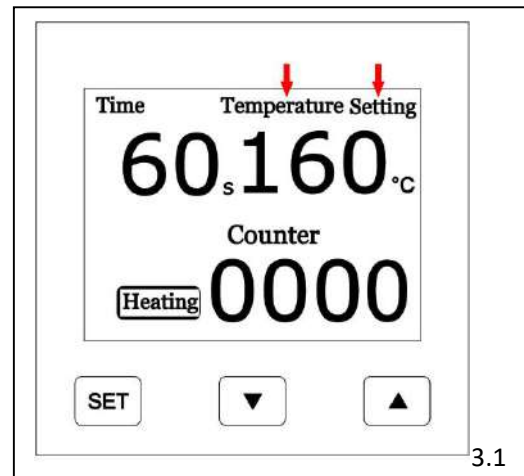 Time Temperature Setting
60s 160°C
Counter
Heating 0000
SET ▼ ▲
3.1